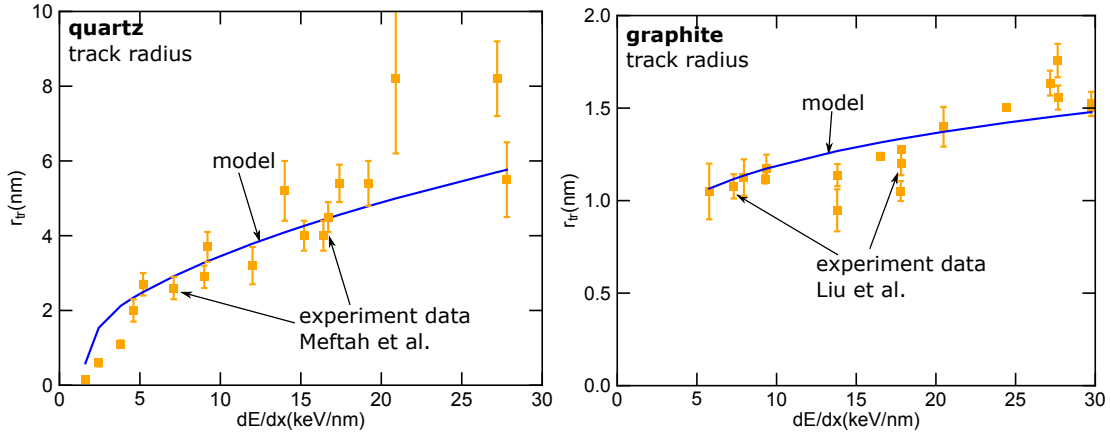 quartz
track radius
model
experiment data
Meftah et al.
r_tr(nm)
0
2
4
6
8
10
0
5
10
15
20
25
30
dE/dx(keV/nm)
graphite
track radius
model
experiment data
Liu et al.
r_tr(nm)
0.0
0.5
1.0
1.5
2.0
0
5
10
15
20
25
30
dE/dx(keV/nm)